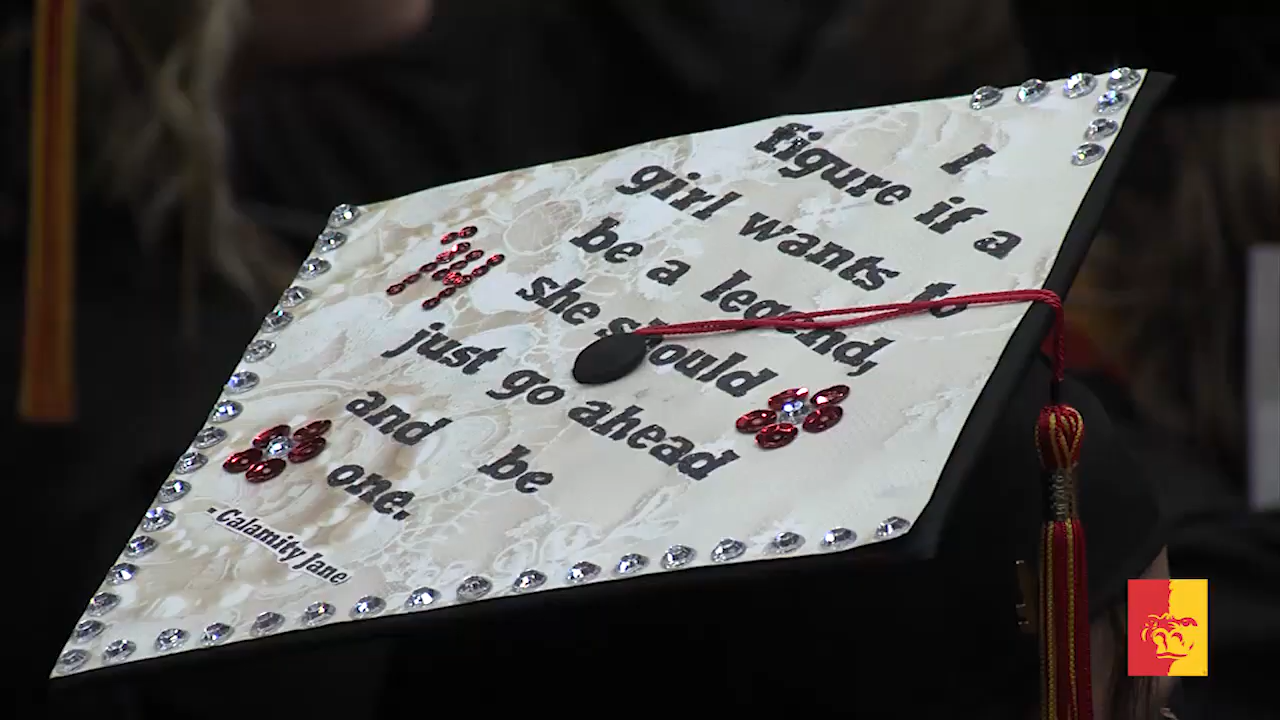 I
figure if a
girl wants to
be a legend,
she should
just go ahead
and be
one.
- Calamity Jane